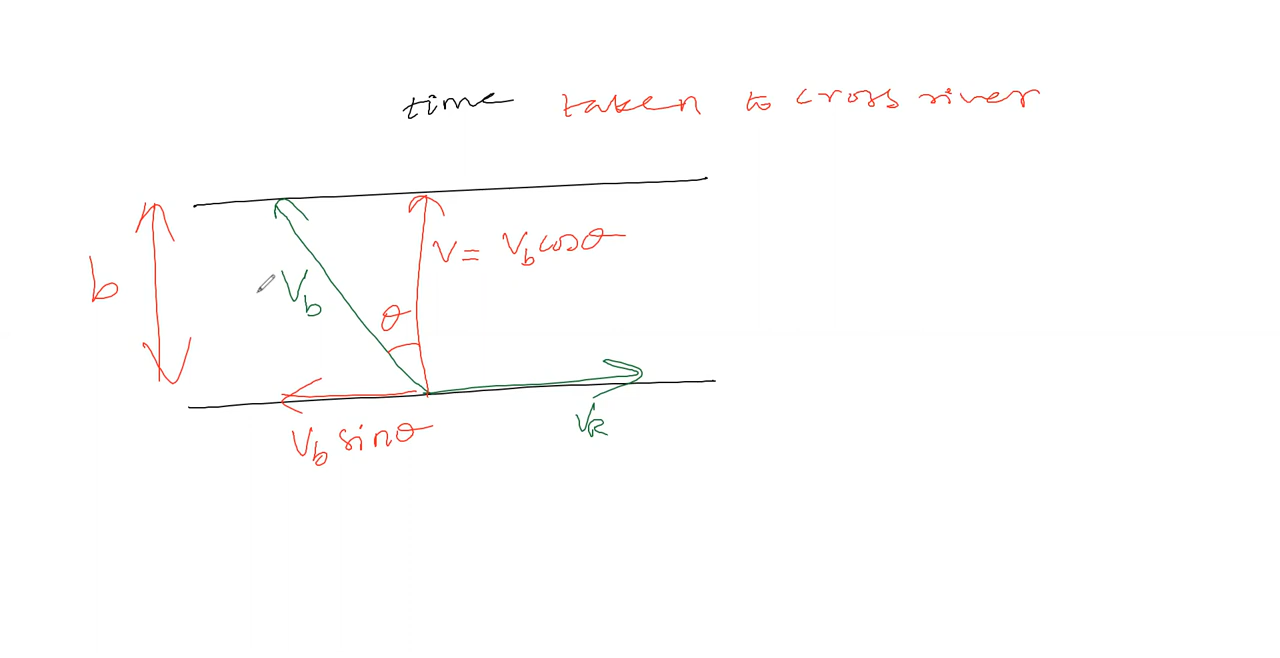 time taken to cross river
V = V_b cosθ
b
V_b
θ
V_R
V_b sinθ